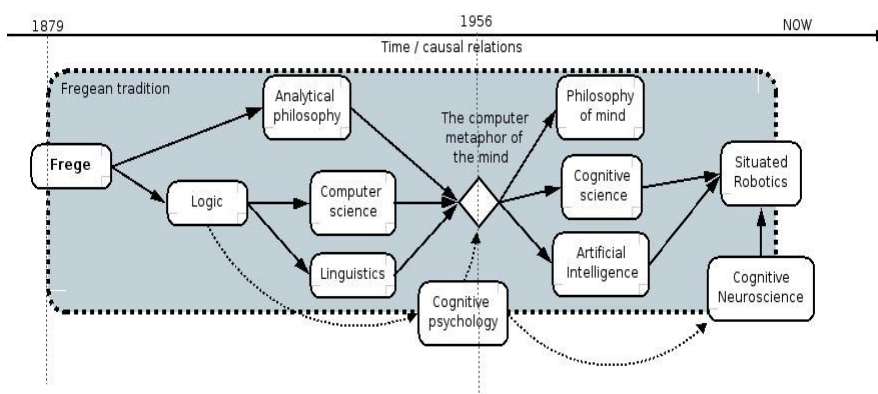 1879
1956
NOW
Time / causal relations
Fregean tradition
Analytical
philosophy
The computer
metaphor of
the mind
Philosophy
of mind
Frege
Logic
Computer
science
Cognitive
science
Situated
Robotics
Linguistics
Artificial
Intelligence
Cognitive
psychology
Cognitive
Neuroscience